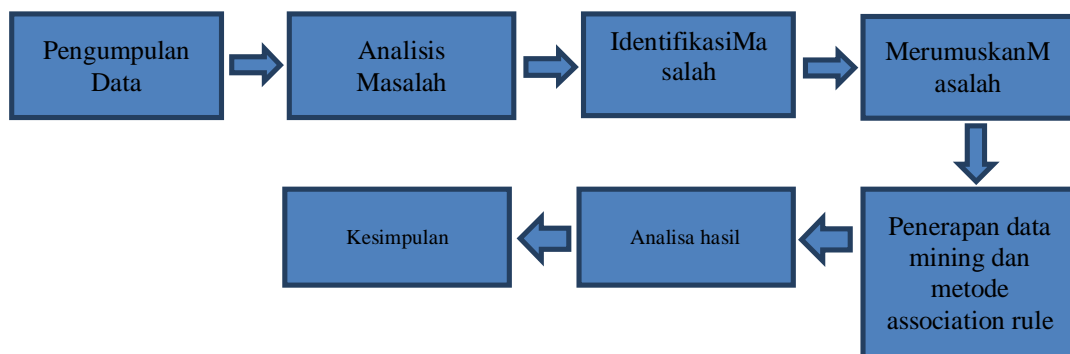 Pengumpulan
Data
Analisis
Masalah
IdentifikasiMa
salah
MerumuskanM
asalah
Penerapan data
mining dan
metode
association rule
Analisa hasil
Kesimpulan